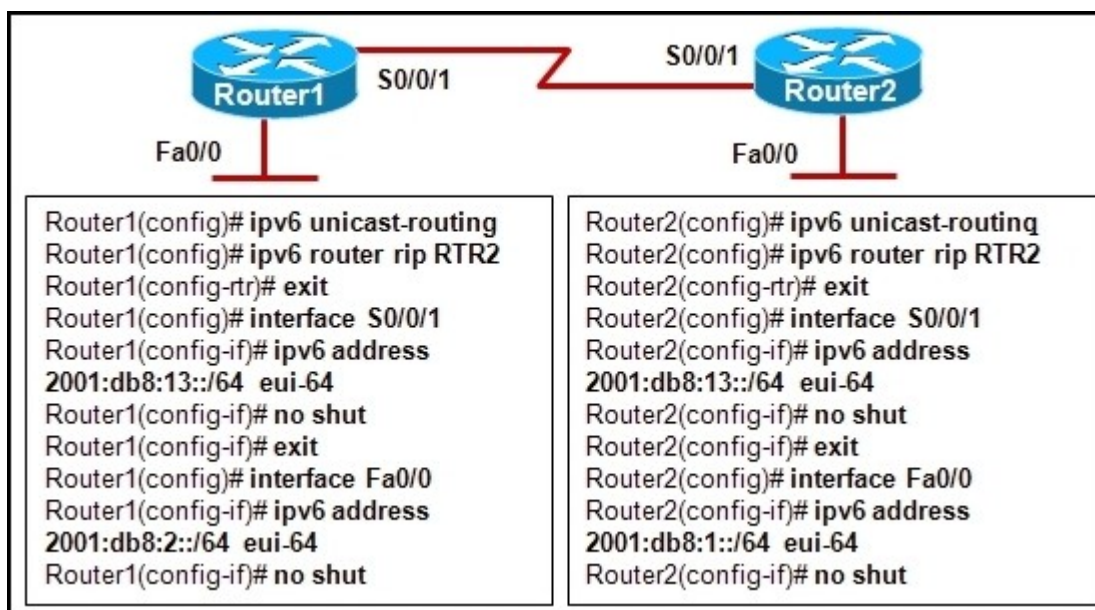 S0/0/1
S0/0/1
Router1
Router2
Fa0/0
Fa0/0
Router1(config)# ipv6 unicast-routing
Router1(config)# ipv6 router rip RTR2
Router1(config-rtr)# exit
Router1(config)# interface S0/0/1
Router1(config-if)# ipv6 address
2001:db8:13::/64 eui-64
Router1(config-if)# no shut
Router1(config-if)# exit
Router1(config)# interface Fa0/0
Router1(config-if)# ipv6 address
2001:db8:2::/64 eui-64
Router1(config-if)# no shut
Router2(config)# ipv6 unicast-routinq
Router2(config)# ipv6 router rip RTR2
Router2(config-rtr)# exit
Router2(config)# interface S0/0/1
Router2(config-if)# ipv6 address
2001:db8:13::/64 eui-64
Router2(config-if)# no shut
Router2(config-if)# exit
Router2(config)# interface Fa0/0
Router2(config-if)# ipv6 address
2001:db8:1::/64 eui-64
Router2(config-if)# no shut